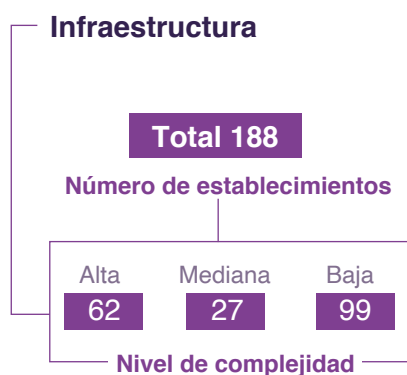 Infraestructura
Total 188
Número de establecimientos
Alta Mediana Baja
62 27 99
Nivel de complejidad